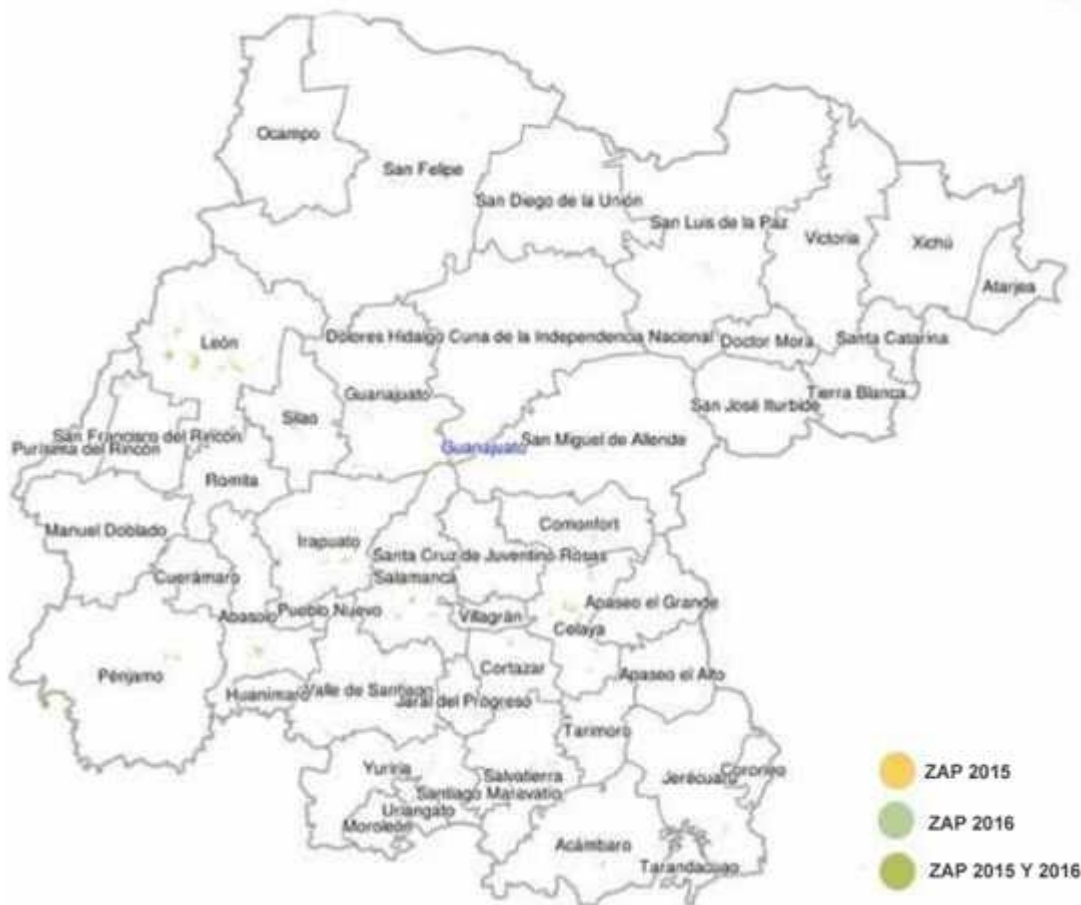 Ocampo
San Felipe
San Diego de la Unión
San Luis de la Paz
Victoria
Xichú
Atarjea
León
Dolores Hidalgo Cuna de la Independencia Nacional
Doctor Mora
Santa Catarina
Guanajuato
San José Iturbide
Tierra Blanca
Silao
San Francisco del Rincón
Purísima del Rincón
Guanajuato
San Miguel de Allende
Romita
Manuel Doblado
Irapuato
Comonfort
Santa Cruz de Juventino Rosas
Cuerámaro
Salamanca
Abasolo
Pueblo Nuevo
Villagrán
Apaseo el Grande
Celaya
Pénjamo
Cortazar
Apaseo el Alto
Huanímaro
Valle de Santiago
Jaral del Progreso
Tarimoro
Yuriria
Salvatierra
Jerécuaro
Coroneo
Santiago Maravatío
Uriangato
Moroleón
Acámbaro
Tarandacuao
ZAP 2015
ZAP 2016
ZAP 2015 Y 2016